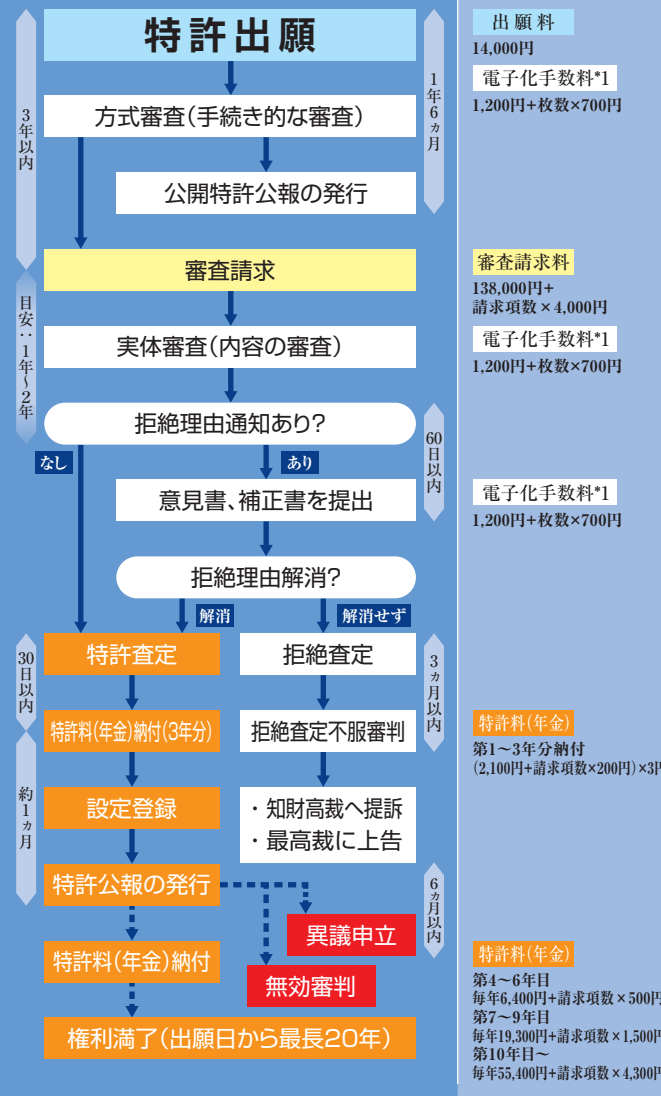 特許出願
3年以内
1年6ヵ月
方式審査(手続き的な審査)
公開特許公報の発行
審査請求
目安：1年～2年
実体審査(内容の審査)
拒絶理由通知あり?
なし
あり
60日以内
意見書、補正書を提出
拒絶理由解消?
解消
解消せず
30日以内
特許査定
拒絶査定
3ヵ月以内
特許料(年金)納付(3年分)
拒絶査定不服審判
約1ヵ月
設定登録
・知財高裁へ提訴
・最高裁に上告
特許公報の発行
6ヵ月以内
異議申立
特許料(年金)納付
無効審判
権利満了(出願日から最長20年)
出願料
14,000円
電子化手数料*1
1,200円+枚数×700円
審査請求料
138,000円+
請求項数×4,000円
電子化手数料*1
1,200円+枚数×700円
電子化手数料*1
1,200円+枚数×700円
特許料(年金)
第1～3年分納付
(2,100円+請求項数×200円)×3円
特許料(年金)
第4～6年目
毎年6,400円+請求項数×500円
第7～9年目
毎年19,300円+請求項数×1,500円
第10年目～
毎年55,400円+請求項数×4,300円